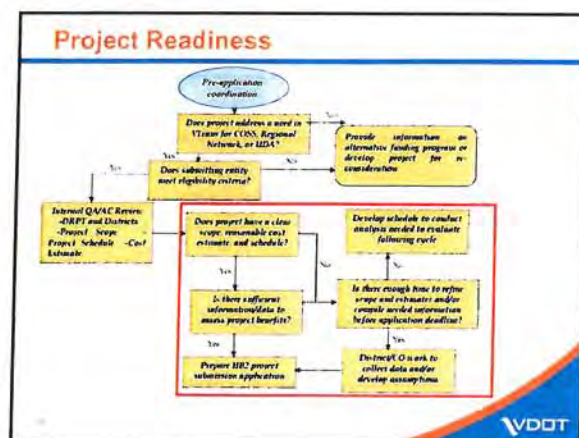 Project Readiness
Pre-application
coordination
Does project address a need in
VTrans for COSS, Regional
Network, or UDA?
Provide information on
alternative funding program or
develop project for re-
consideration
Yes
No
Does submitting entity
meet eligibility criteria?
Yes
Internal QA/AC Review
-DRPT and Districts
-Project Scope -
Project Schedule -Cost
Estimate
Does project have a clear
scope, reasonable cost
estimate, and schedule?
Develop schedule to conduct
analysis needed to evaluate
following cycle
Yes
No
No
Is there sufficient
information/data to
assess project benefits?
Is there enough time to refine
scope and estimates and/or
compile needed information
before application deadline?
Yes
Yes
Prepare HB2 project
submission application
District/CO work to
collect data and/or
develop assumptions
VDOT